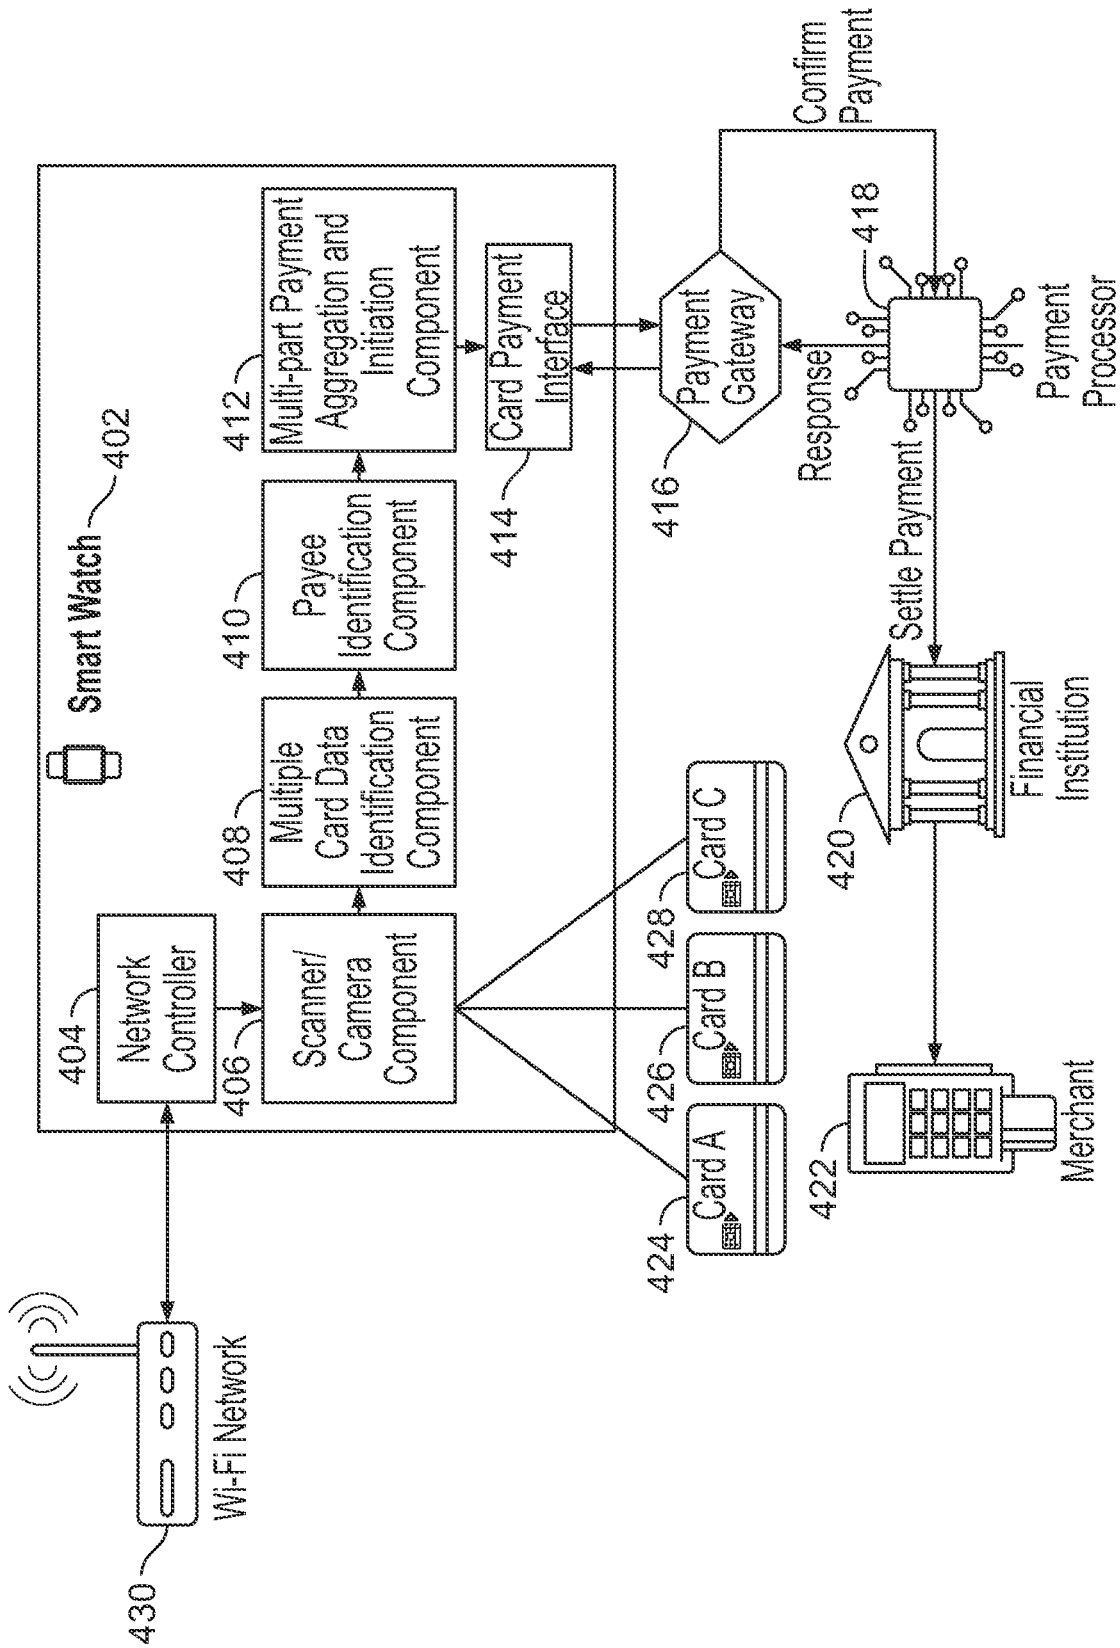 Smart Watch
402
404
Network
Controller
406
Scanner/
Camera
Component
408
Multiple
Card Data
Identification
Component
410
Payee
Identification
Component
412
Multi-part Payment
Aggregation and
Initiation
Component
414
Card Payment
Interface
430
Wi-Fi Network
424
Card A
426
Card B
428
Card C
416
Payment
Gateway
Confirm
Payment
Response
418
Payment
Processor
Settle Payment
420
Financial
Institution
422
Merchant